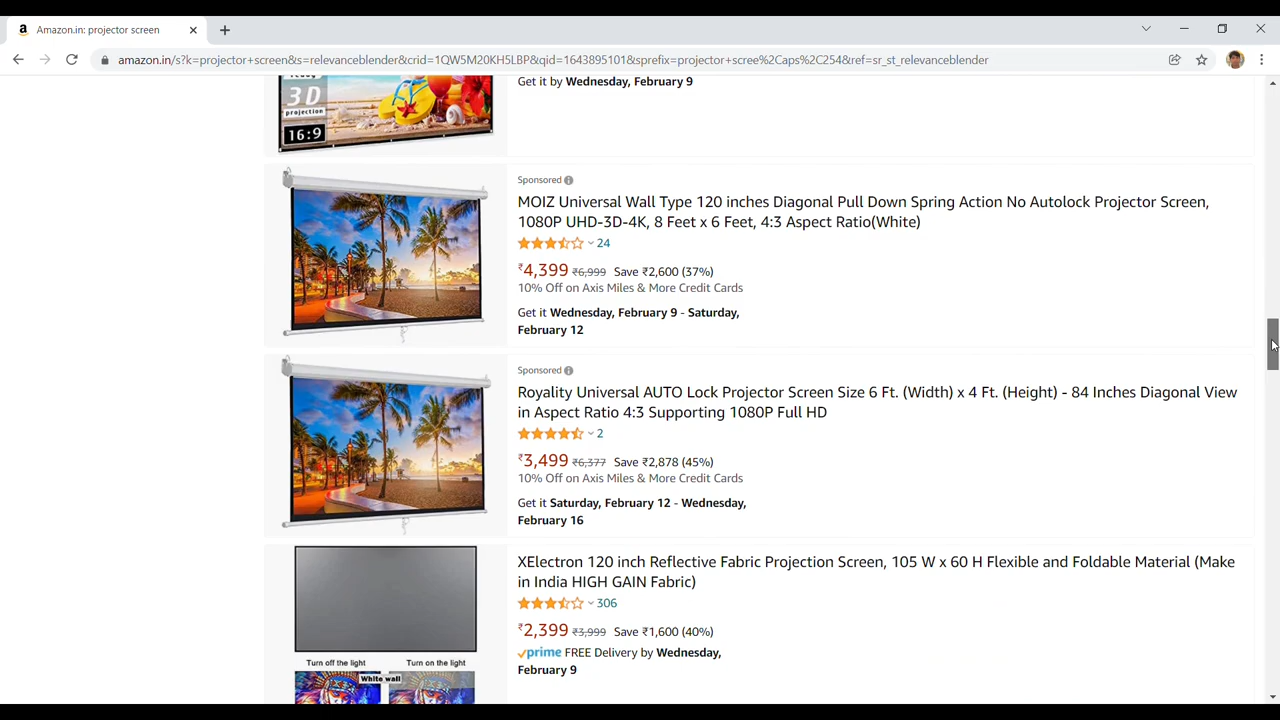 Amazon.in: projector screen
amazon.in/s?k=projector+screen&s=relevanceblender&crid=1QW5M20KH5LBP&qid=1643895101&sprefix=projector+scree%2Caps%2C254&ref=sr_st_relevanceblender
3D
projection
16:9
Get it by Wednesday, February 9
Sponsored
MOIZ Universal Wall Type 120 inches Diagonal Pull Down Spring Action No Autolock Projector Screen,
1080P UHD-3D-4K, 8 Feet x 6 Feet, 4:3 Aspect Ratio(White)
24
₹4,399 ₹6,999 Save ₹2,600 (37%)
10% Off on Axis Miles & More Credit Cards
Get it Wednesday, February 9 - Saturday,
February 12
Sponsored
Royality Universal AUTO Lock Projector Screen Size 6 Ft. (Width) x 4 Ft. (Height) - 84 Inches Diagonal View
in Aspect Ratio 4:3 Supporting 1080P Full HD
2
₹3,499 ₹6,377 Save ₹2,878 (45%)
10% Off on Axis Miles & More Credit Cards
Get it Saturday, February 12 - Wednesday,
February 16
XElectron 120 inch Reflective Fabric Projection Screen, 105 W x 60 H Flexible and Foldable Material (Make
in India HIGH GAIN Fabric)
306
₹2,399 ₹3,999 Save ₹1,600 (40%)
prime FREE Delivery by Wednesday,
February 9
Turn off the light Turn on the light
White wall